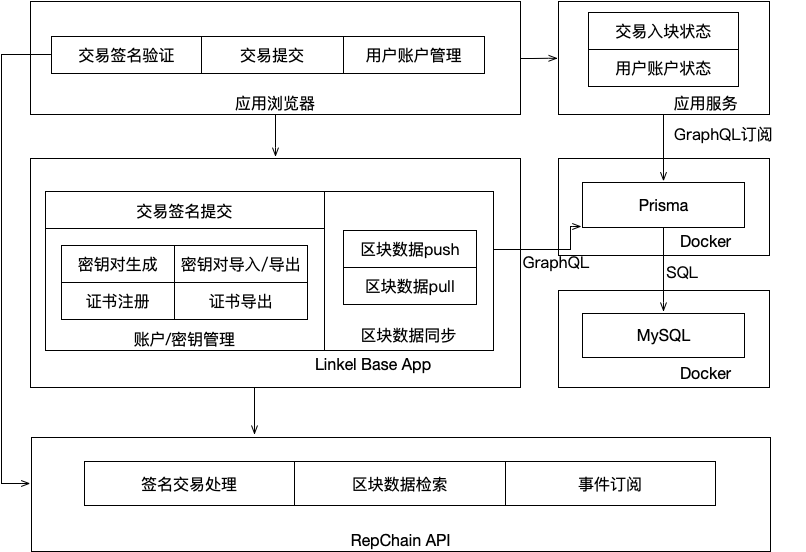 交易签名验证
交易提交
用户账户管理
应用浏览器
交易入块状态
用户账户状态
应用服务
GraphQL订阅
交易签名提交
密钥对生成
密钥对导入/导出
证书注册
证书导出
账户/密钥管理
区块数据push
区块数据pull
区块数据同步
Linkel Base App
GraphQL
Prisma
Docker
SQL
MySQL
Docker
签名交易处理
区块数据检索
事件订阅
RepChain API